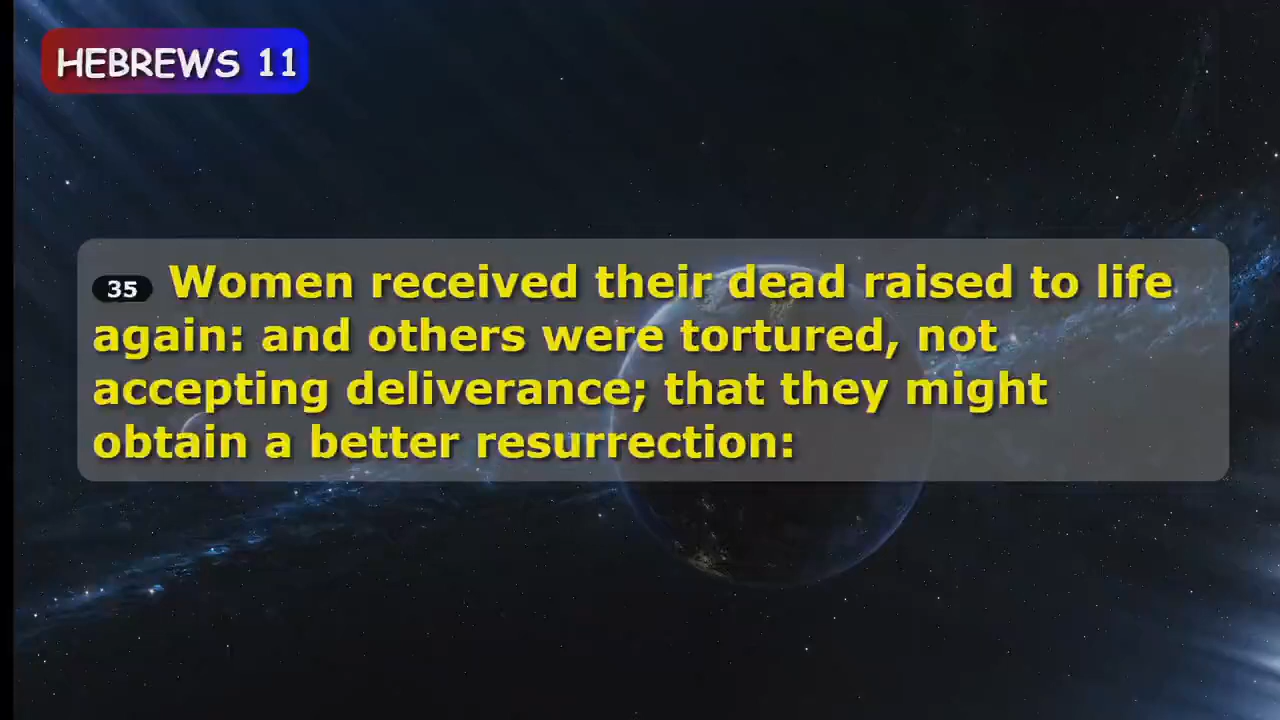 HEBREWS 11
35 Women received their dead raised to life
again: and others were tortured, not
accepting deliverance; that they might
obtain a better resurrection: